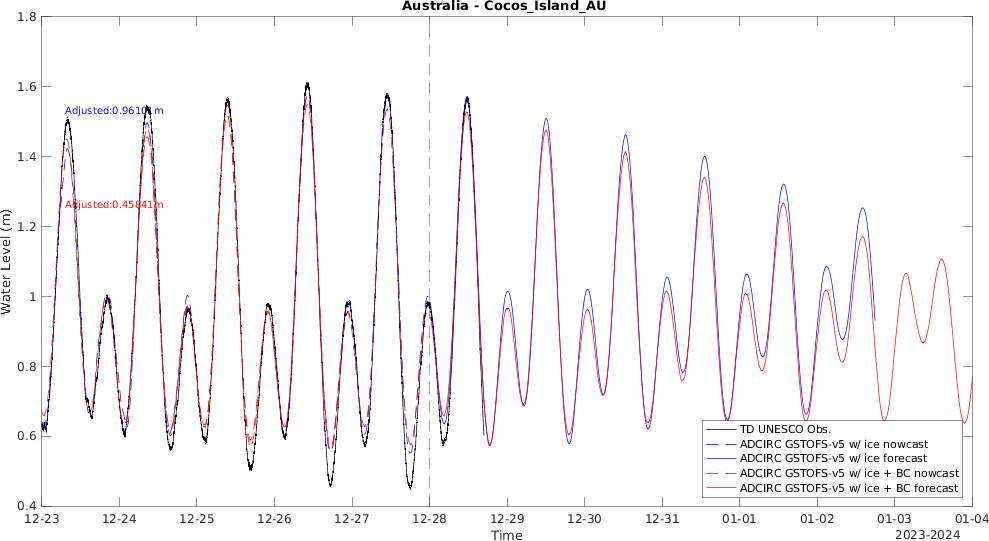 Australia - Cocos_Island_AU
1.8
1.6
1.4
1.2
1
0.8
0.6
0.4
Water Level (m)
Adjusted:0.96101m
Adjusted:0.45841m
TD UNESCO Obs.
ADCIRC GSTOFS-v5 w/ ice nowcast
ADCIRC GSTOFS-v5 w/ ice forecast
ADCIRC GSTOFS-v5 w/ ice + BC nowcast
ADCIRC GSTOFS-v5 w/ ice + BC forecast
12-23 12-24 12-25 12-26 12-27 12-28 12-29 12-30 12-31 01-01 01-02 01-03 01-04
Time
2023-2024